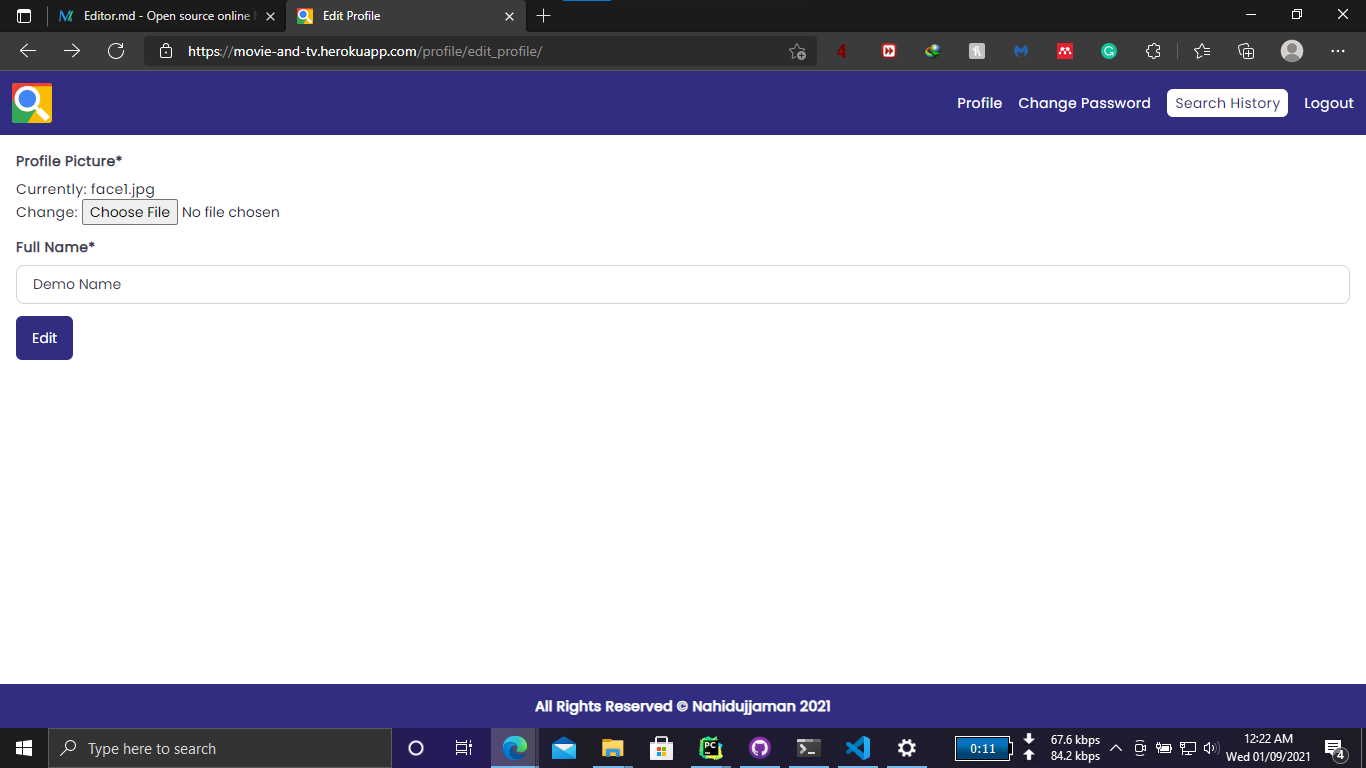 Editor.md - Open source online
Edit Profile
https://movie-and-tv.herokuapp.com/profile/edit_profile/
Profile
Change Password
Search History
Logout
Profile Picture*
Currently: face1.jpg
Change: Choose File No file chosen
Full Name*
Demo Name
Edit
All Rights Reserved © Nahidujjaman 2021
Type here to search
0:11
67.6 kbps
84.2 kbps
12:22 AM
Wed 01/09/2021
4